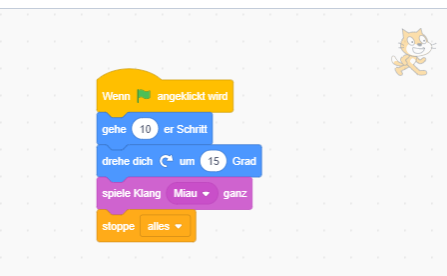 Wenn angeklickt wird
gehe 10 er Schritt
drehe dich um 15 Grad
spiele Klang Miau ganz
stoppe alles